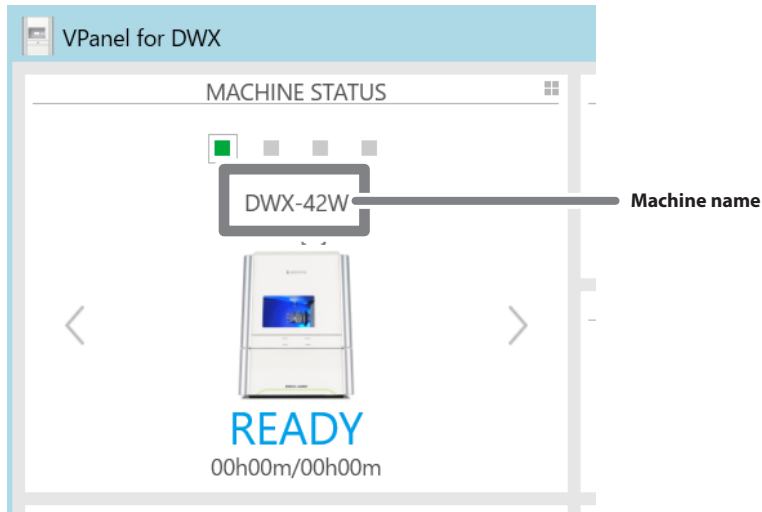 VPanel for DWX
MACHINE STATUS
DWX-42W
Machine name
READY
00h00m/00h00m